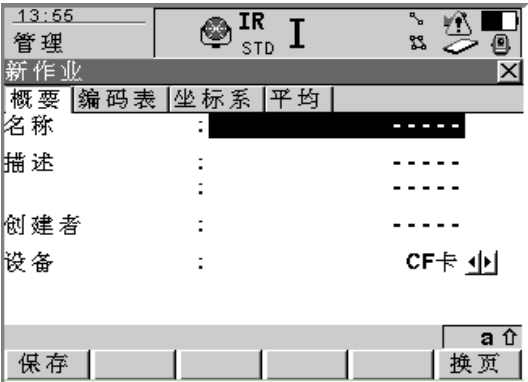 13:55
管理
IR
STD
I
新作业
概要 编码表 坐标系 平均
名称 : -----
描述 : -----
: -----
创建者 : -----
设备 : CF卡
a
保存 换页